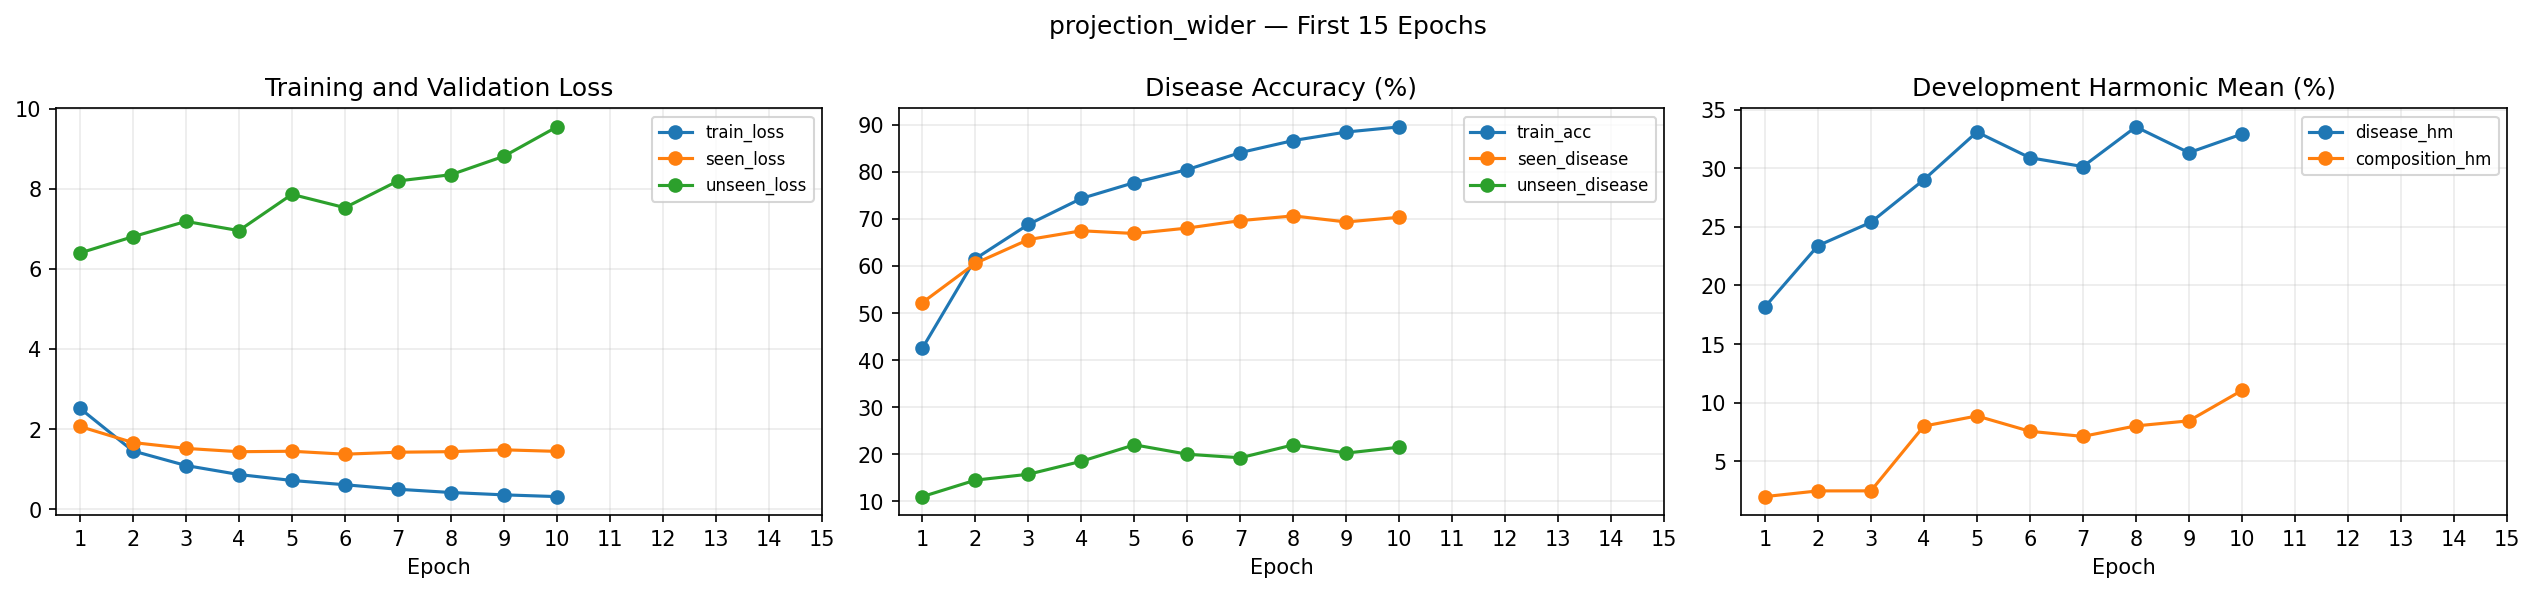 projection_wider — First 15 Epochs
Training and Validation Loss
10
8
6
4
2
0
train_loss
seen_loss
unseen_loss
1 2 3 4 5 6 7 8 9 10 11 12 13 14 15
Epoch
Disease Accuracy (%)
90
80
70
60
50
40
30
20
10
train_acc
seen_disease
unseen_disease
1 2 3 4 5 6 7 8 9 10 11 12 13 14 15
Epoch
Development Harmonic Mean (%)
35
30
25
20
15
10
5
disease_hm
composition_hm
1 2 3 4 5 6 7 8 9 10 11 12 13 14 15
Epoch